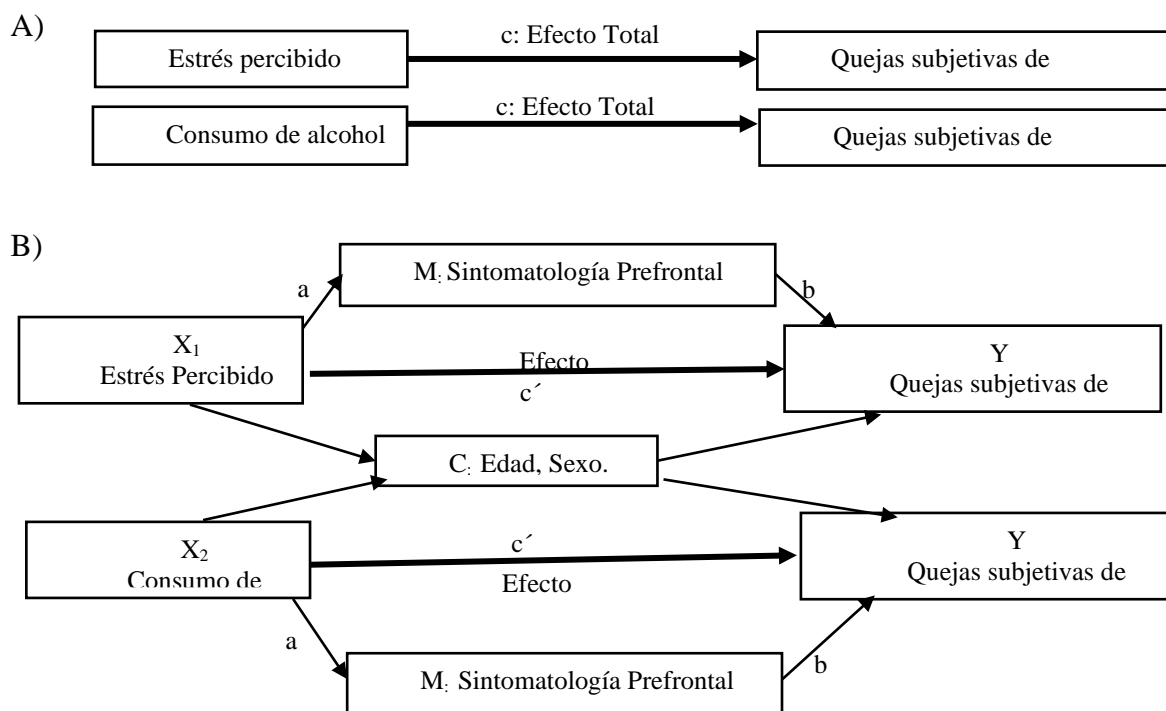 A)
c: Efecto Total
Estrés percibido
Quejas subjetivas de
c: Efecto Total
Consumo de alcohol
Quejas subjetivas de
B)
M: Sintomatología Prefrontal
a
b
X₁
Estrés Percibido
Efecto
c´
Y
Quejas subjetivas de
C: Edad, Sexo.
X₂
Consumo de
c´
Efecto
Y
Quejas subjetivas de
a
b
M: Sintomatología Prefrontal